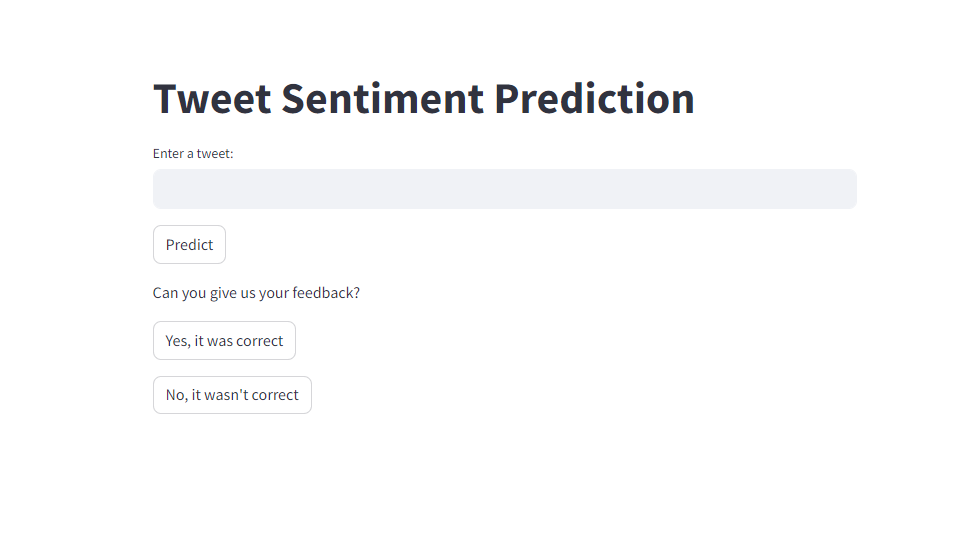 Tweet Sentiment Prediction
Enter a tweet:
Predict
Can you give us your feedback?
Yes, it was correct
No, it wasn't correct